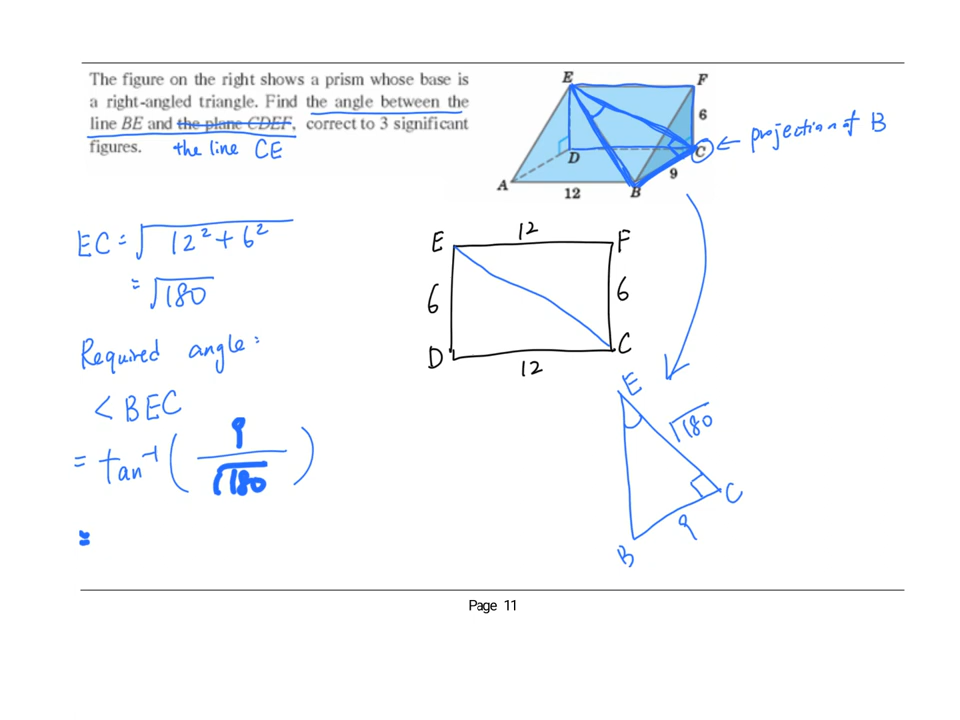 The figure on the right shows a prism whose base is
a right-angled triangle. Find the angle between the
line BE and the plane CDEF, correct to 3 significant
figures. the line CE
E
F
6
D
C
← projection of B
9
A
12
B
EC = √12² + 6²
= √180
Required angle:
< BEC
= tan⁻¹ ( 9 / √180 )
=
E
12
F
6
6
D
12
C
E
√180
C
9
B
Page 11